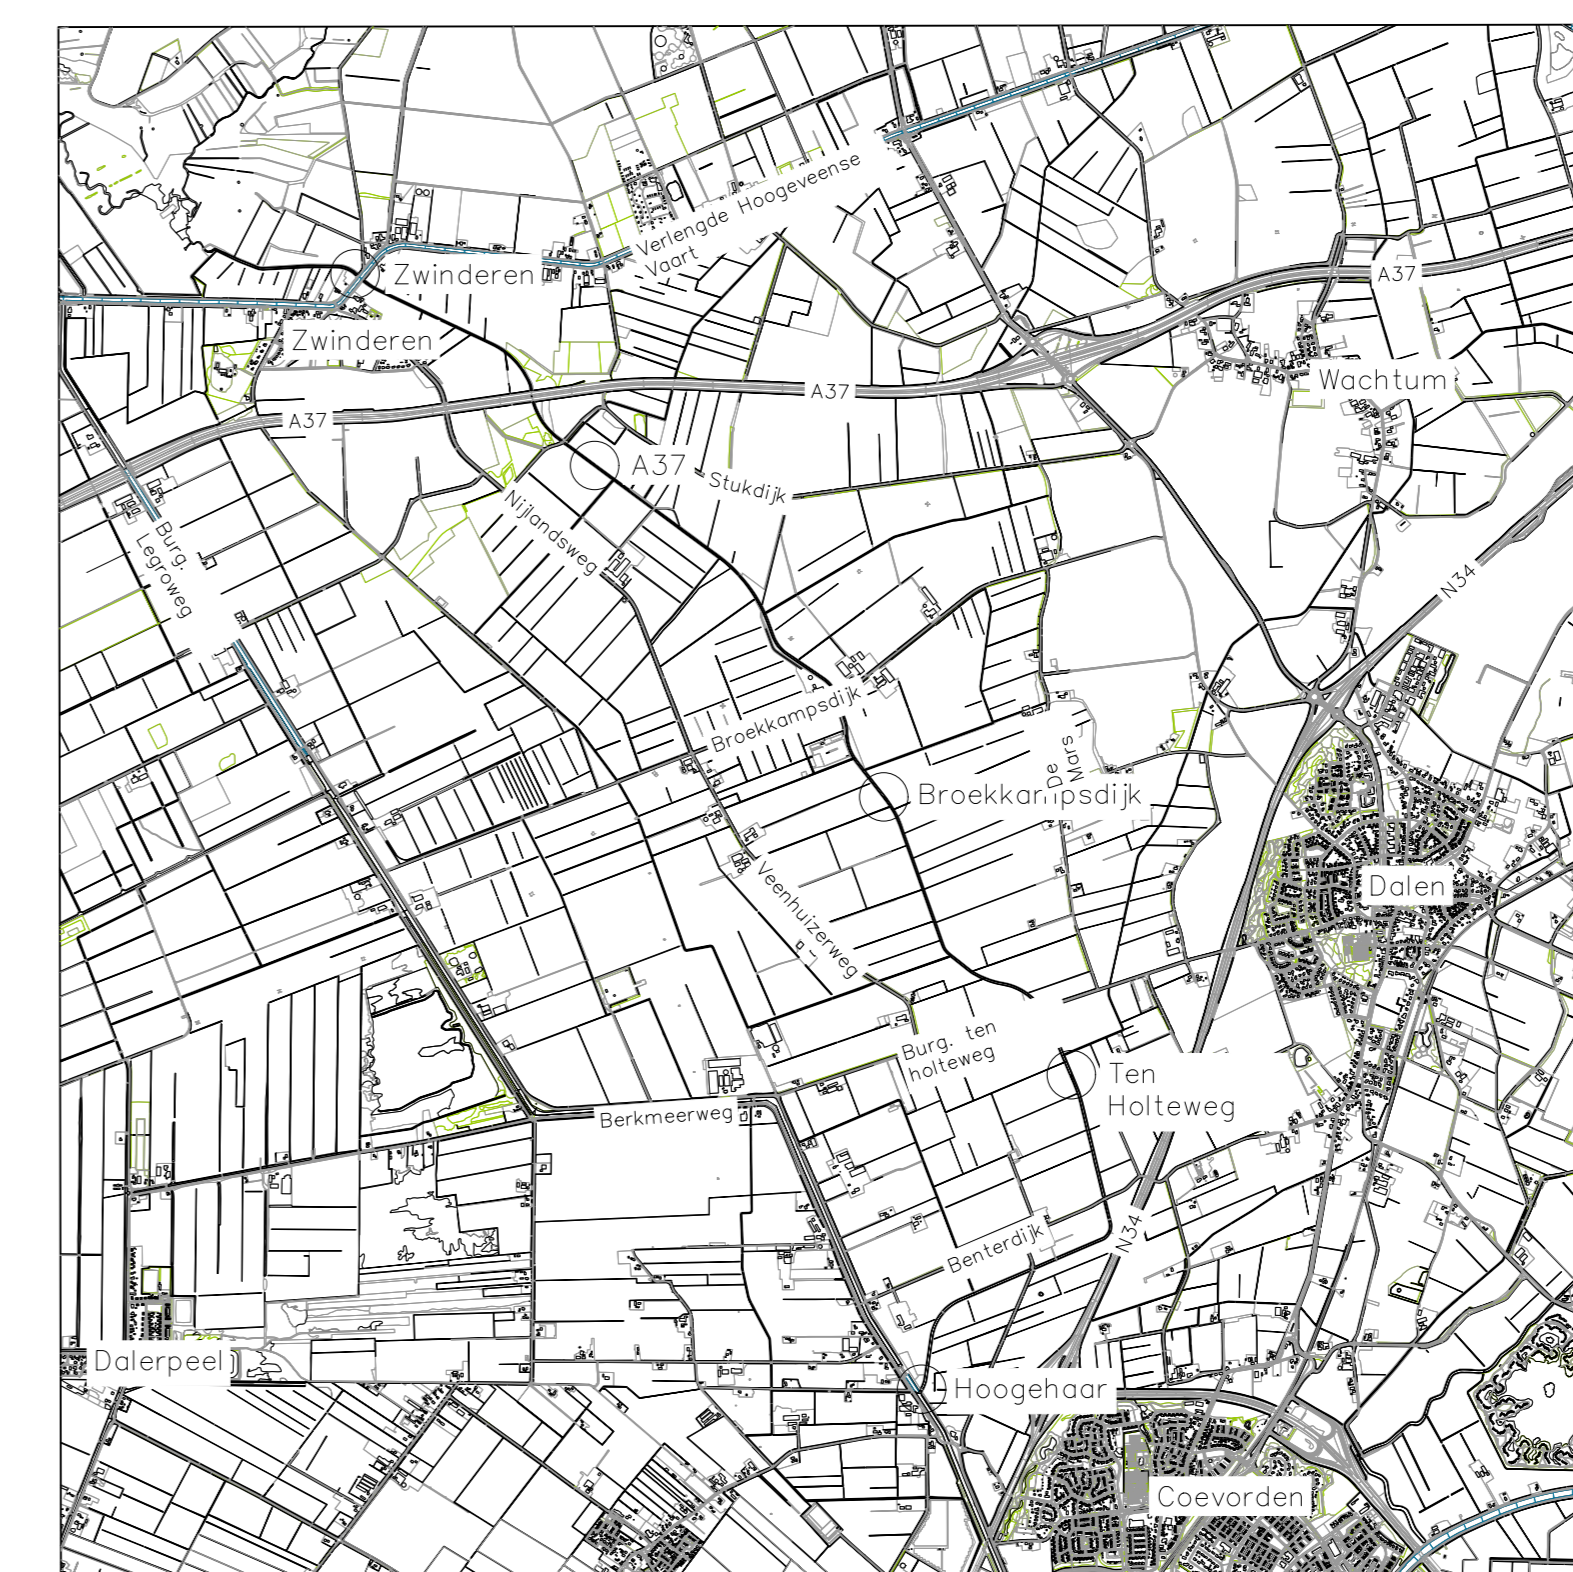 Verlengde Hoogeveense
Vaart
Zwinderen
A37
Zwinderen
Wachtum
A37
A37
A37
Stukdijk
Nijlandsweg
Burg.
Legroweg
N34
Broekkampsdijk
De
Mars
Broekkampsdijk
Dalen
Veenhuizerweg
Burg. ten
holteweg
Ten
Holteweg
Berkmeerweg
N34
Benterdijk
Dalerpeel
Hoogehaar
Coevorden